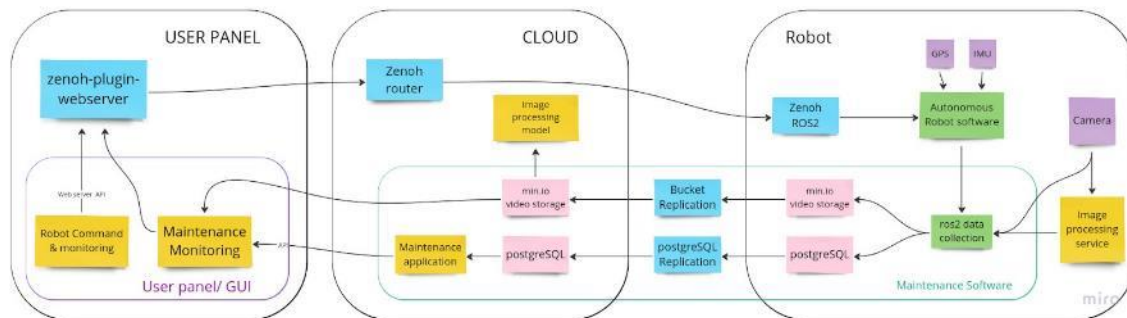 USER PANEL
zenoh-plugin-
webserver
Web server API
Robot Command
& monitoring
Maintenance
Monitoring
User panel/ GUI
CLOUD
Zenoh
router
Image
processing
model
min.io
video storage
API
Maintenance
application
postgreSQL
Bucket
Replication
postgreSQL
Replication
Robot
GPS
IMU
Zenoh
ROS2
Autonomous
Robot software
Camera
min.io
video storage
postgreSQL
ros2 data
collection
Image
processing
service
Maintenance Software
miro